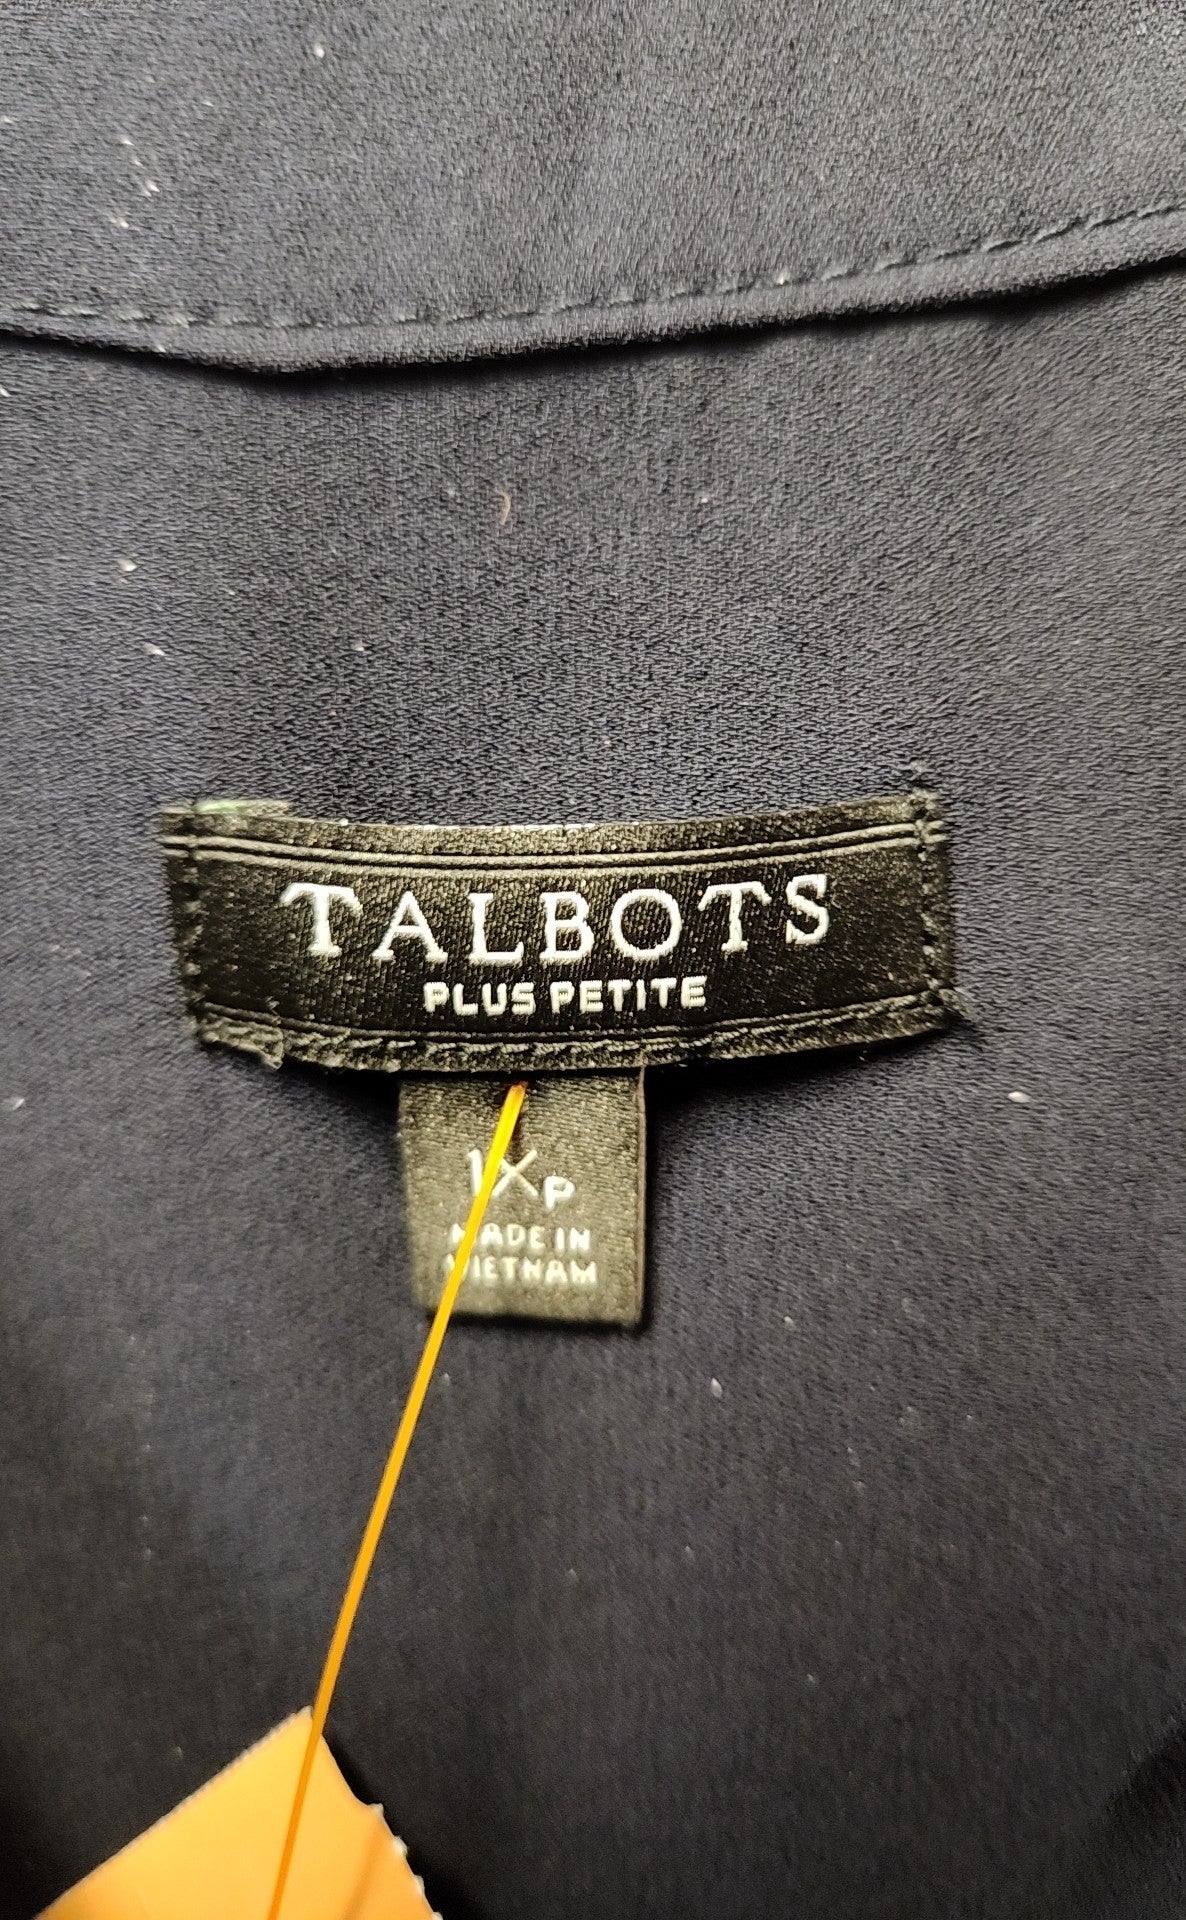 TALBOTS
PLUS PETITE
1Xp
MADE IN
VIETNAM